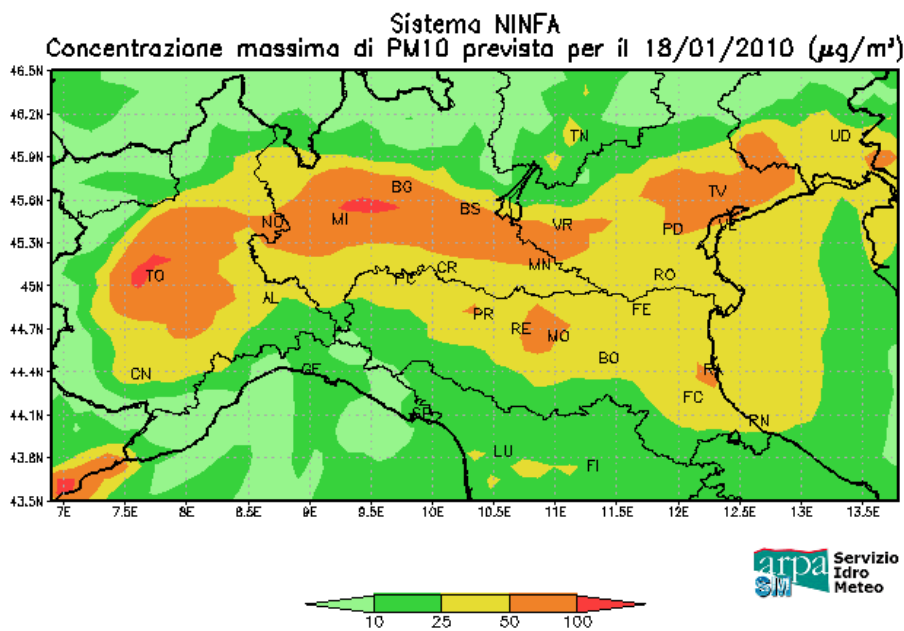 Sistema NINFA
Concentrazione massima di PM10 prevista per il 18/01/2010 (μg/m³)
46.5N
46.2N
TN
UD
45.9N
BG
TV
45.6N
BS
NO
MI
VR
PD
VE
45.3N
MN
CR
TO
PC
RO
45N
AL
FE
PR
44.7N
RE
MO
BO
44.4N
CN
GE
RA
FC
44.1N
SP
RN
43.8N
LU
FI
43.5N
7E 7.5E 8E 8.5E 9E 9.5E 10E 10.5E 11E 11.5E 12E 12.5E 13E 13.5E
arpa
SIM
Servizio
Idro
Meteo
10 25 50 100